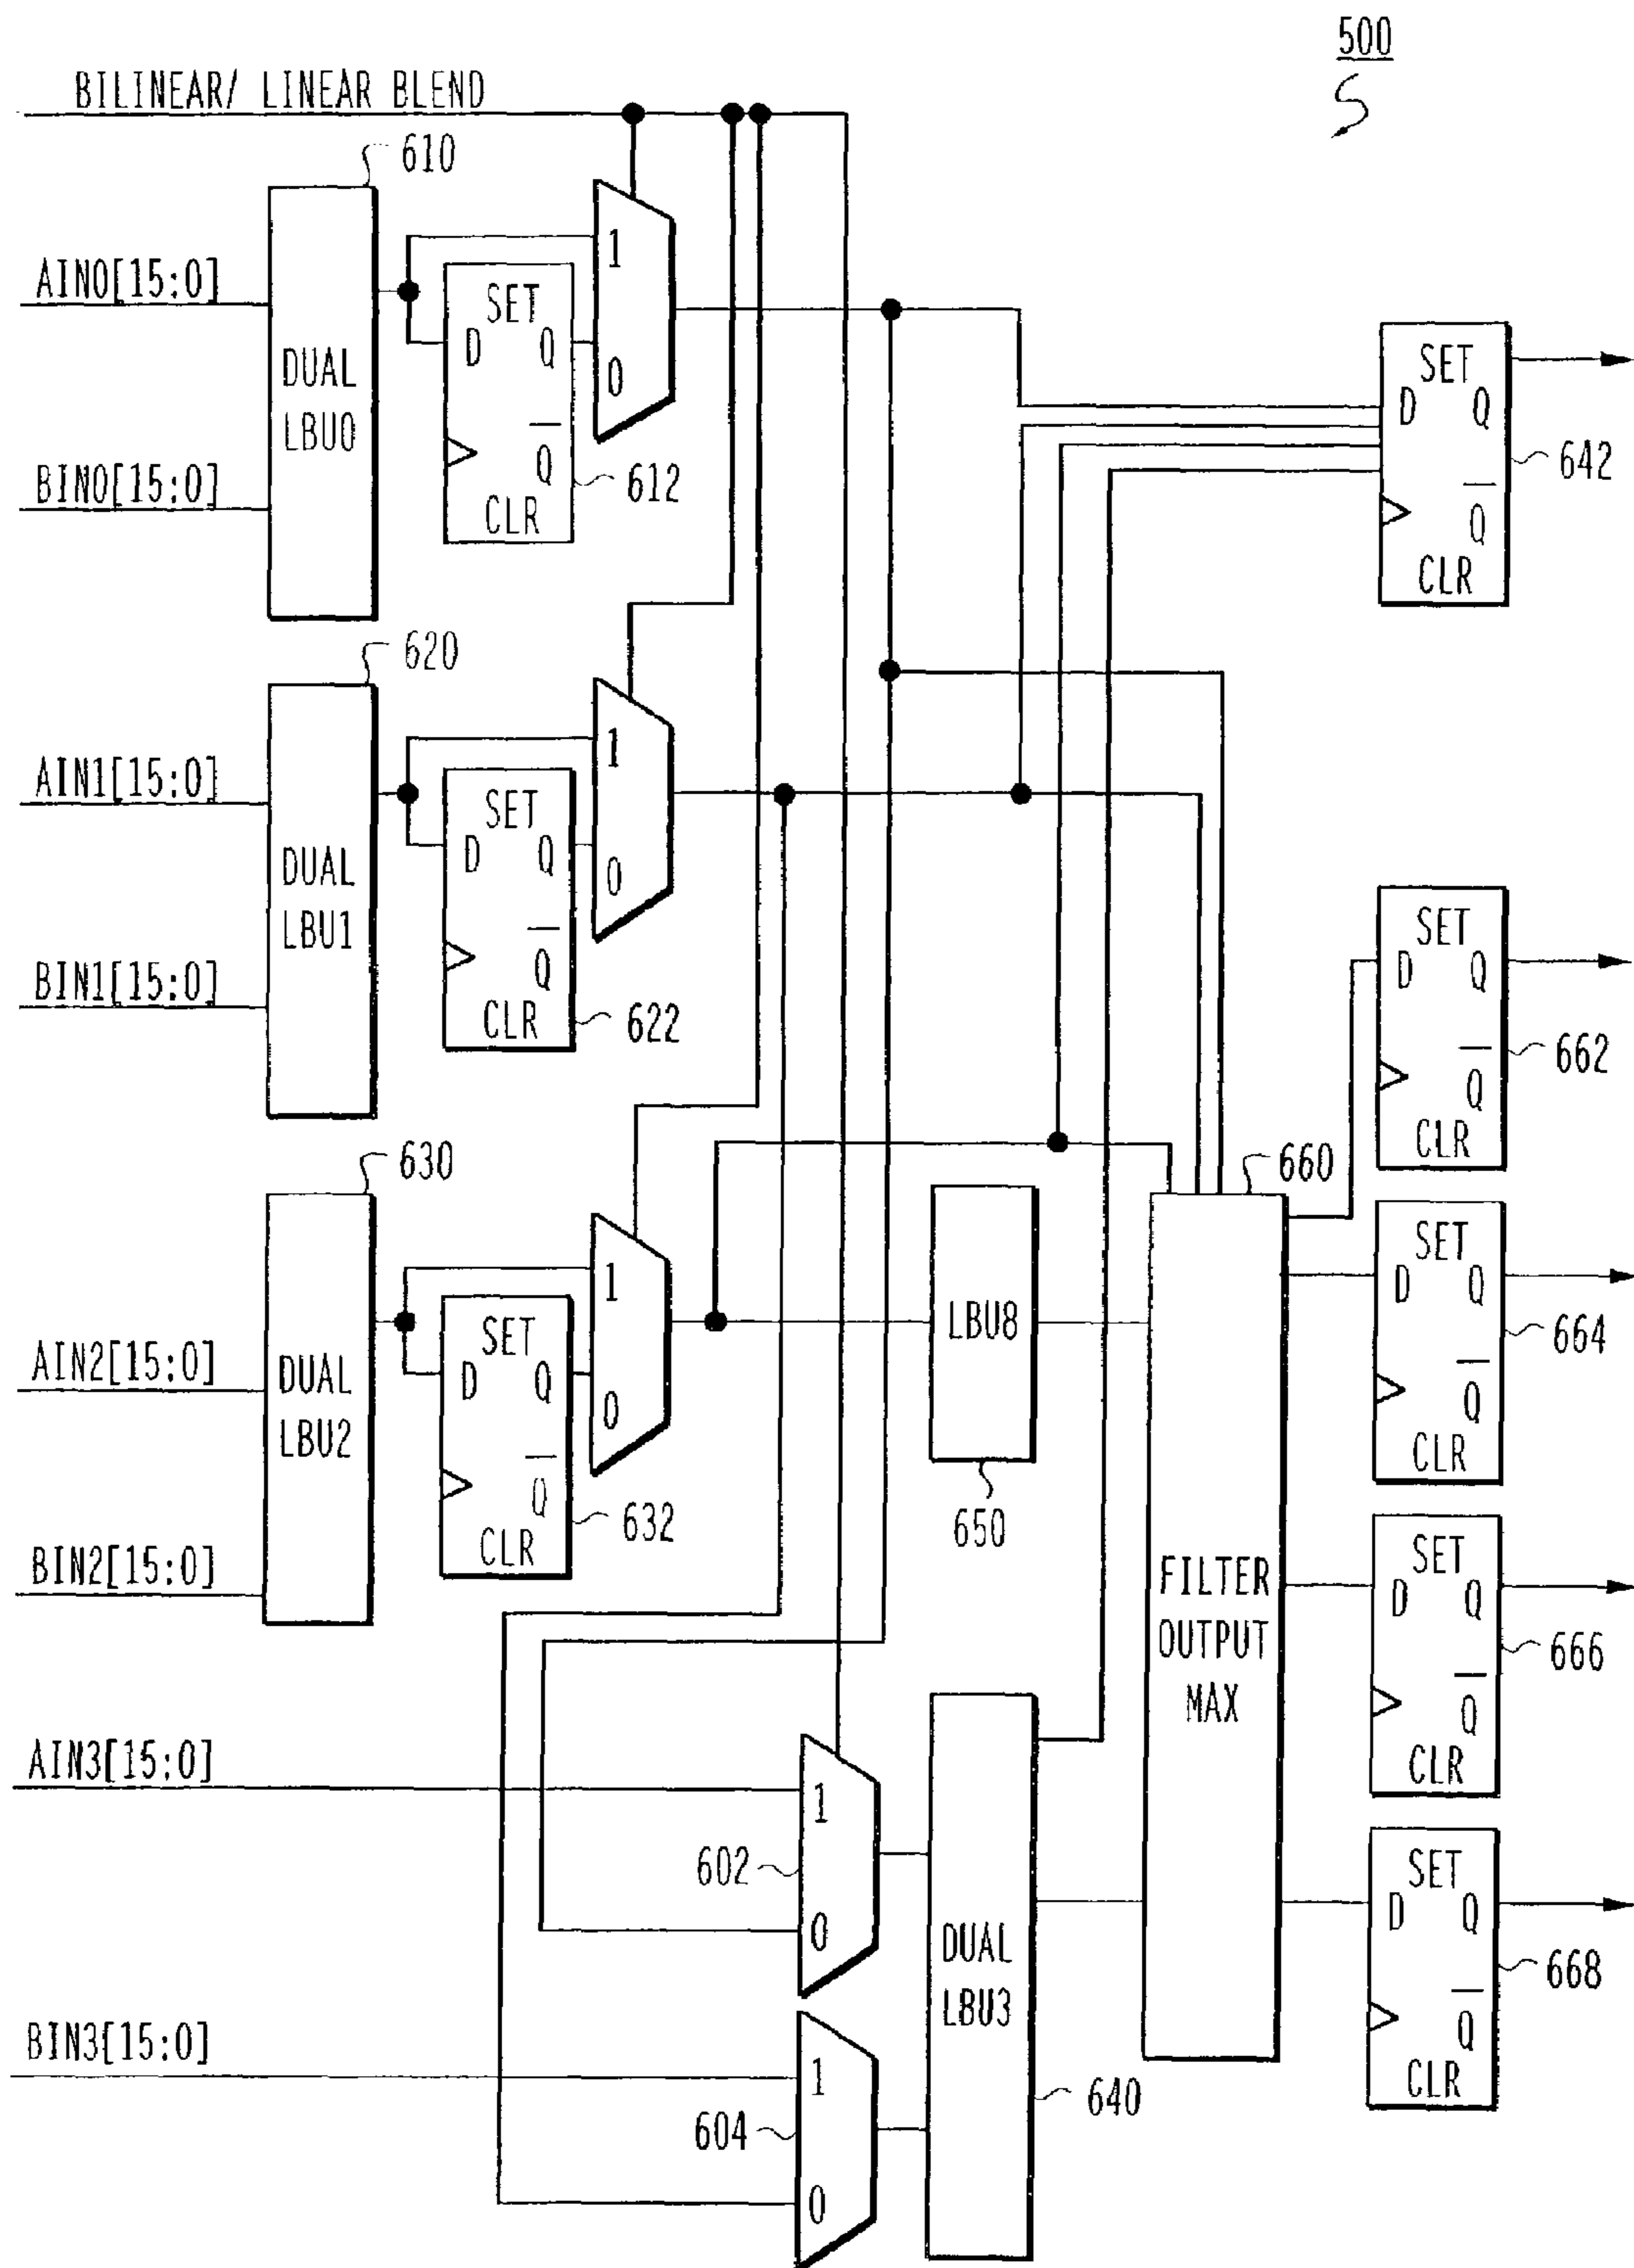 500
BILINEAR/ LINEAR BLEND
610
AIN0[15:0]
BIN0[15:0]
DUAL
LBU0
SET
D Q
Q
CLR
612
1
0
SET
D Q
Q
CLR
642
620
AIN1[15:0]
BIN1[15:0]
DUAL
LBU1
SET
D Q
Q
CLR
622
1
0
SET
D Q
Q
CLR
662
630
AIN2[15:0]
BIN2[15:0]
DUAL
LBU2
SET
D Q
Q
CLR
632
1
0
LBU8
650
660
FILTER
OUTPUT
MAX
SET
D Q
Q
CLR
664
SET
D Q
Q
CLR
666
AIN3[15:0]
602
1
0
BIN3[15:0]
604
1
0
DUAL
LBU3
640
SET
D Q
Q
CLR
668